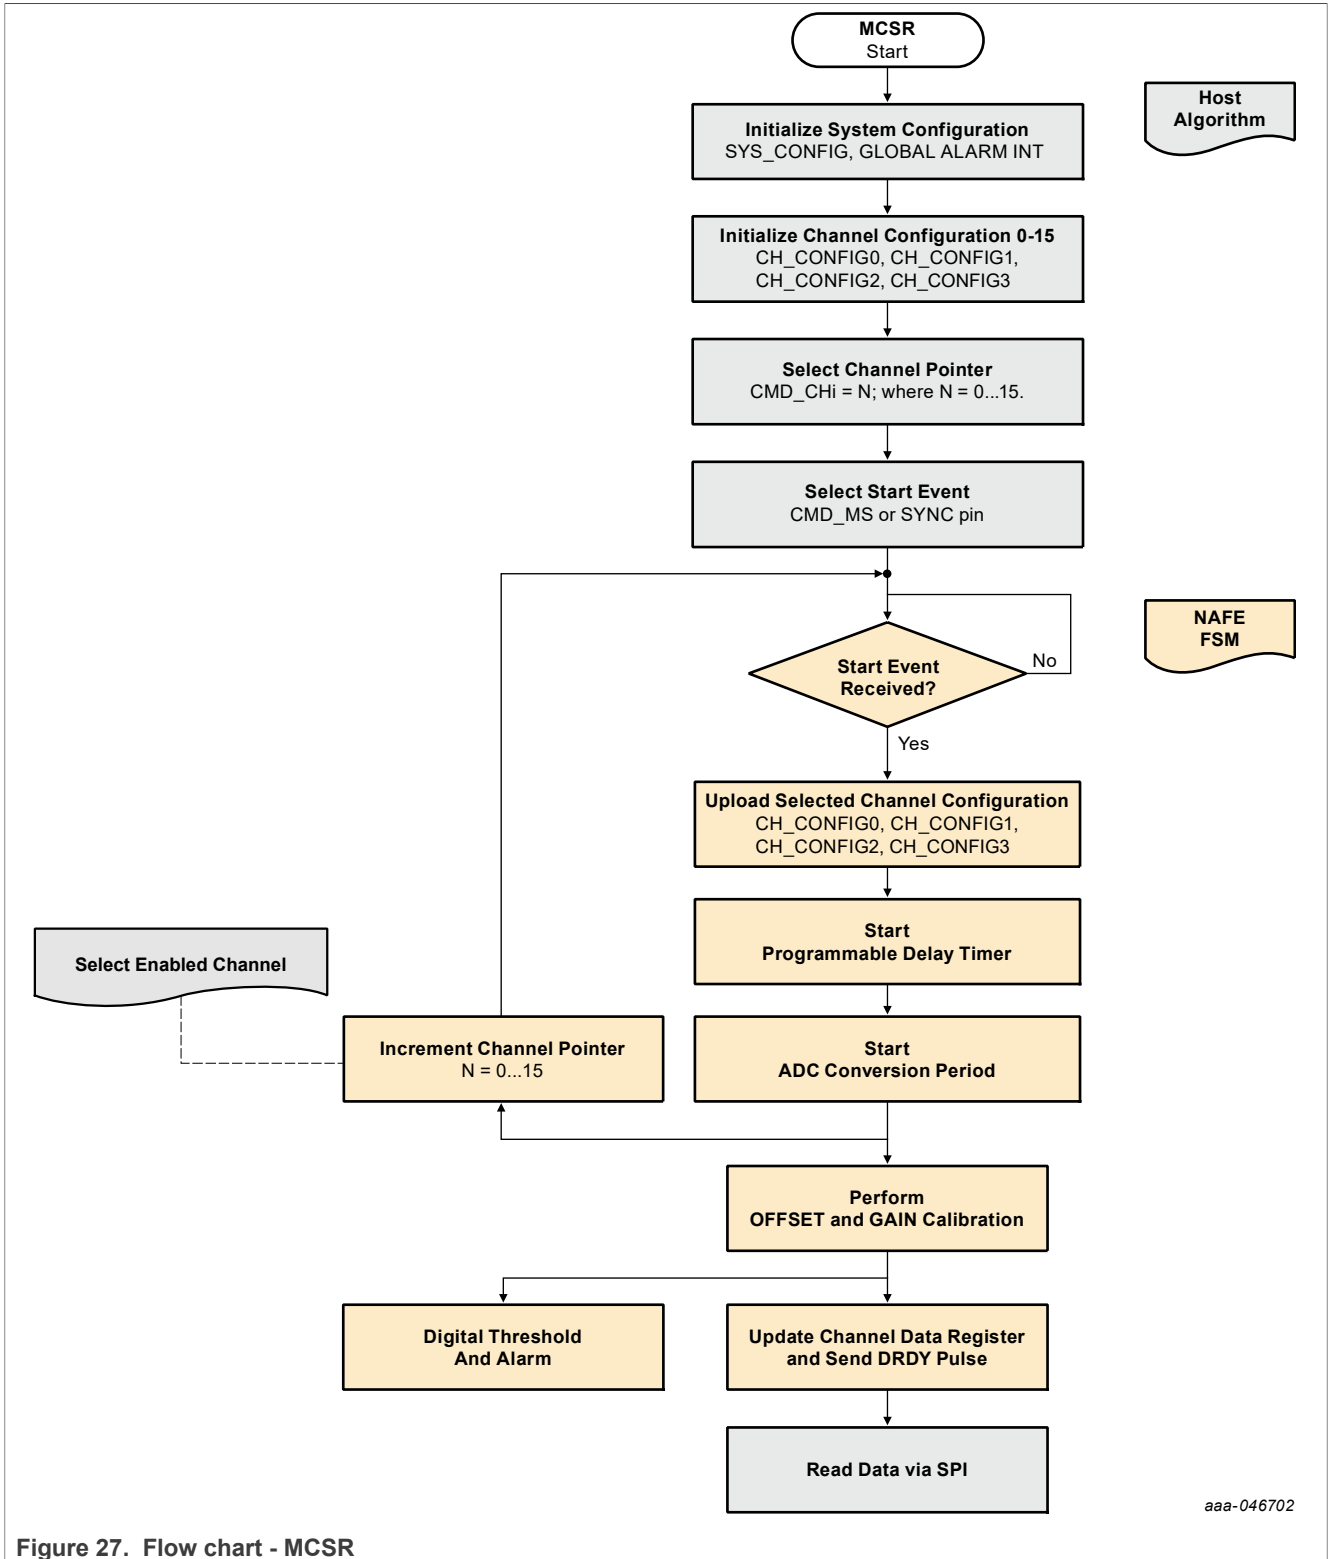 MCSR
Start
Host
Algorithm
Initialize System Configuration
SYS_CONFIG, GLOBAL ALARM INT
Initialize Channel Configuration 0-15
CH_CONFIG0, CH_CONFIG1,
CH_CONFIG2, CH_CONFIG3
Select Channel Pointer
CMD_CHi = N; where N = 0...15.
Select Start Event
CMD_MS or SYNC pin
NAFE
FSM
Start Event
Received?
No
Yes
Upload Selected Channel Configuration
CH_CONFIG0, CH_CONFIG1,
CH_CONFIG2, CH_CONFIG3
Start
Programmable Delay Timer
Select Enabled Channel
Increment Channel Pointer
N = 0...15
Start
ADC Conversion Period
Perform
OFFSET and GAIN Calibration
Digital Threshold
And Alarm
Update Channel Data Register
and Send DRDY Pulse
Read Data via SPI
aaa-046702
Figure 27. Flow chart - MCSR